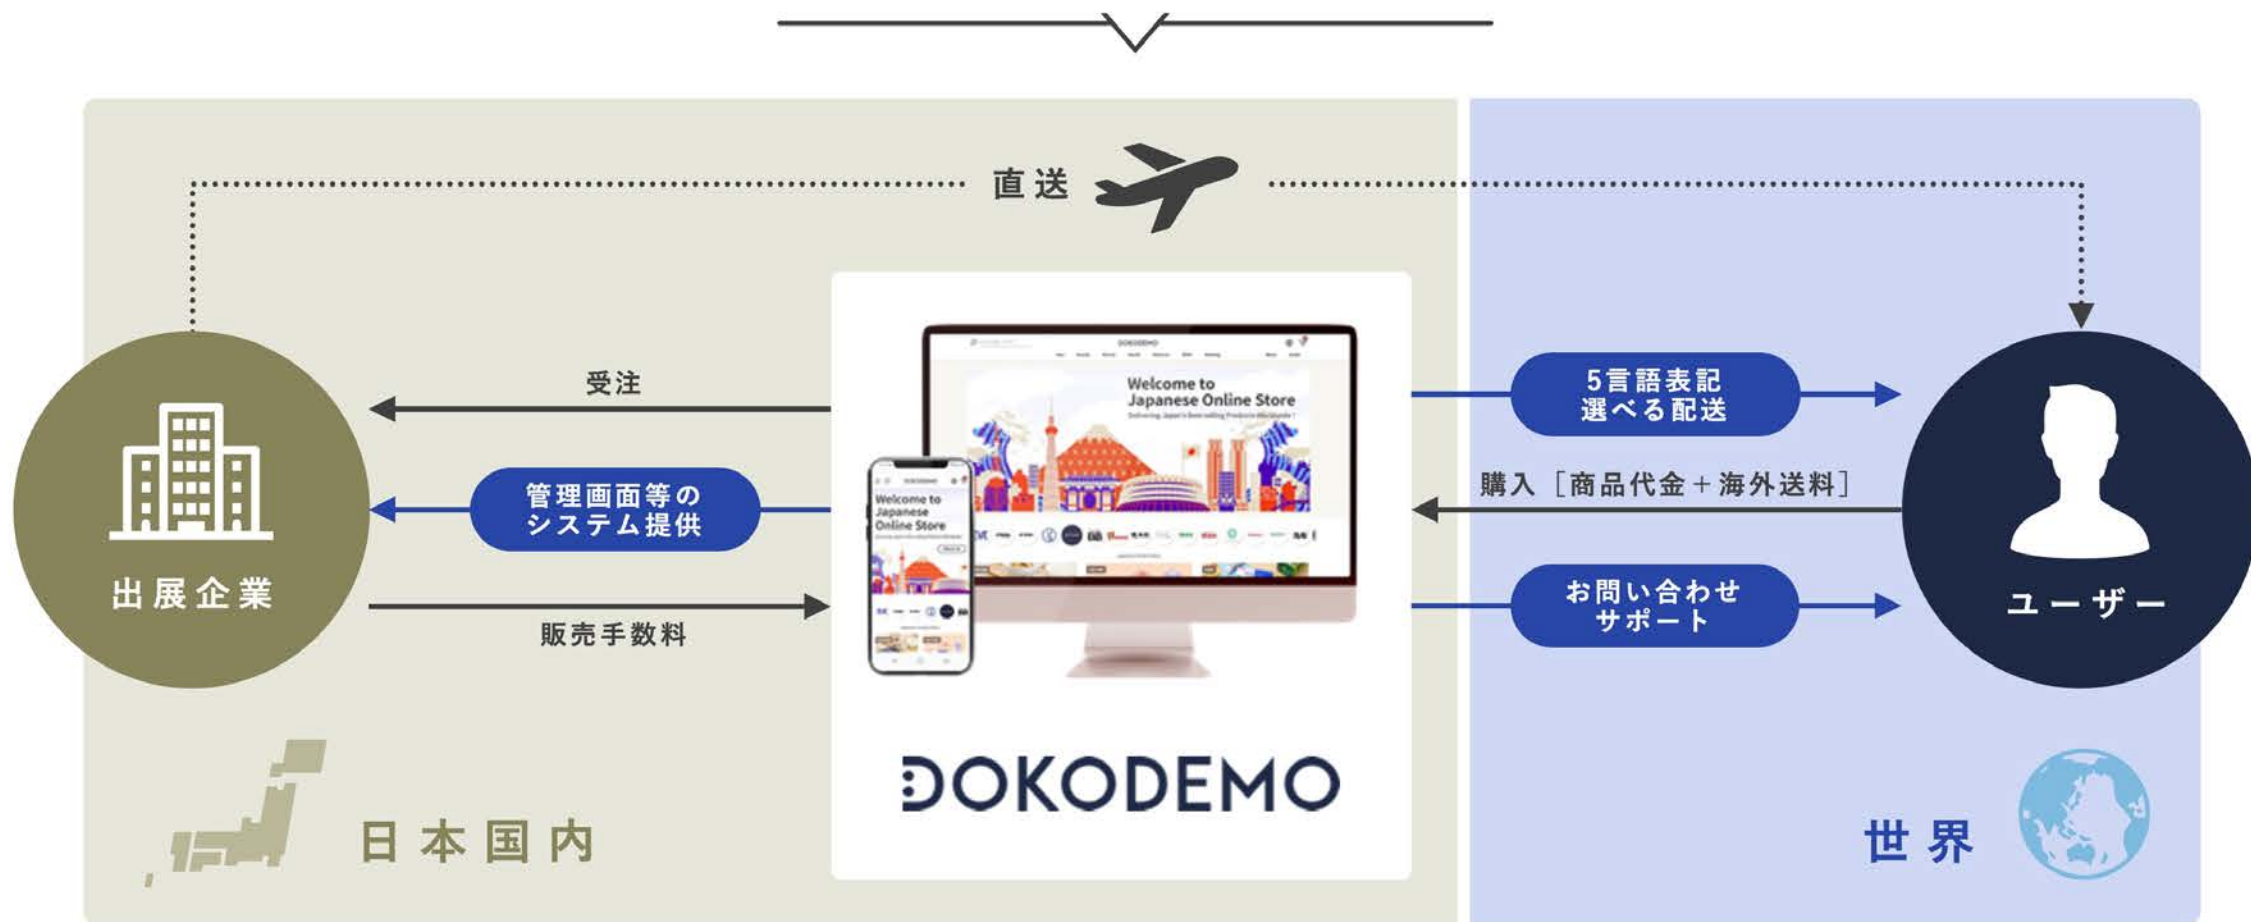 直送
受注
管理画面等の
システム提供
販売手数料
出展企業
DOKODEMO
Welcome to
Japanese Online Store
Welcome to
Japanese
Online Store
DOKODEMO
5言語表記
選べる配送
購入［商品代金＋海外送料］
お問い合わせ
サポート
ユーザー
日本国内
世界